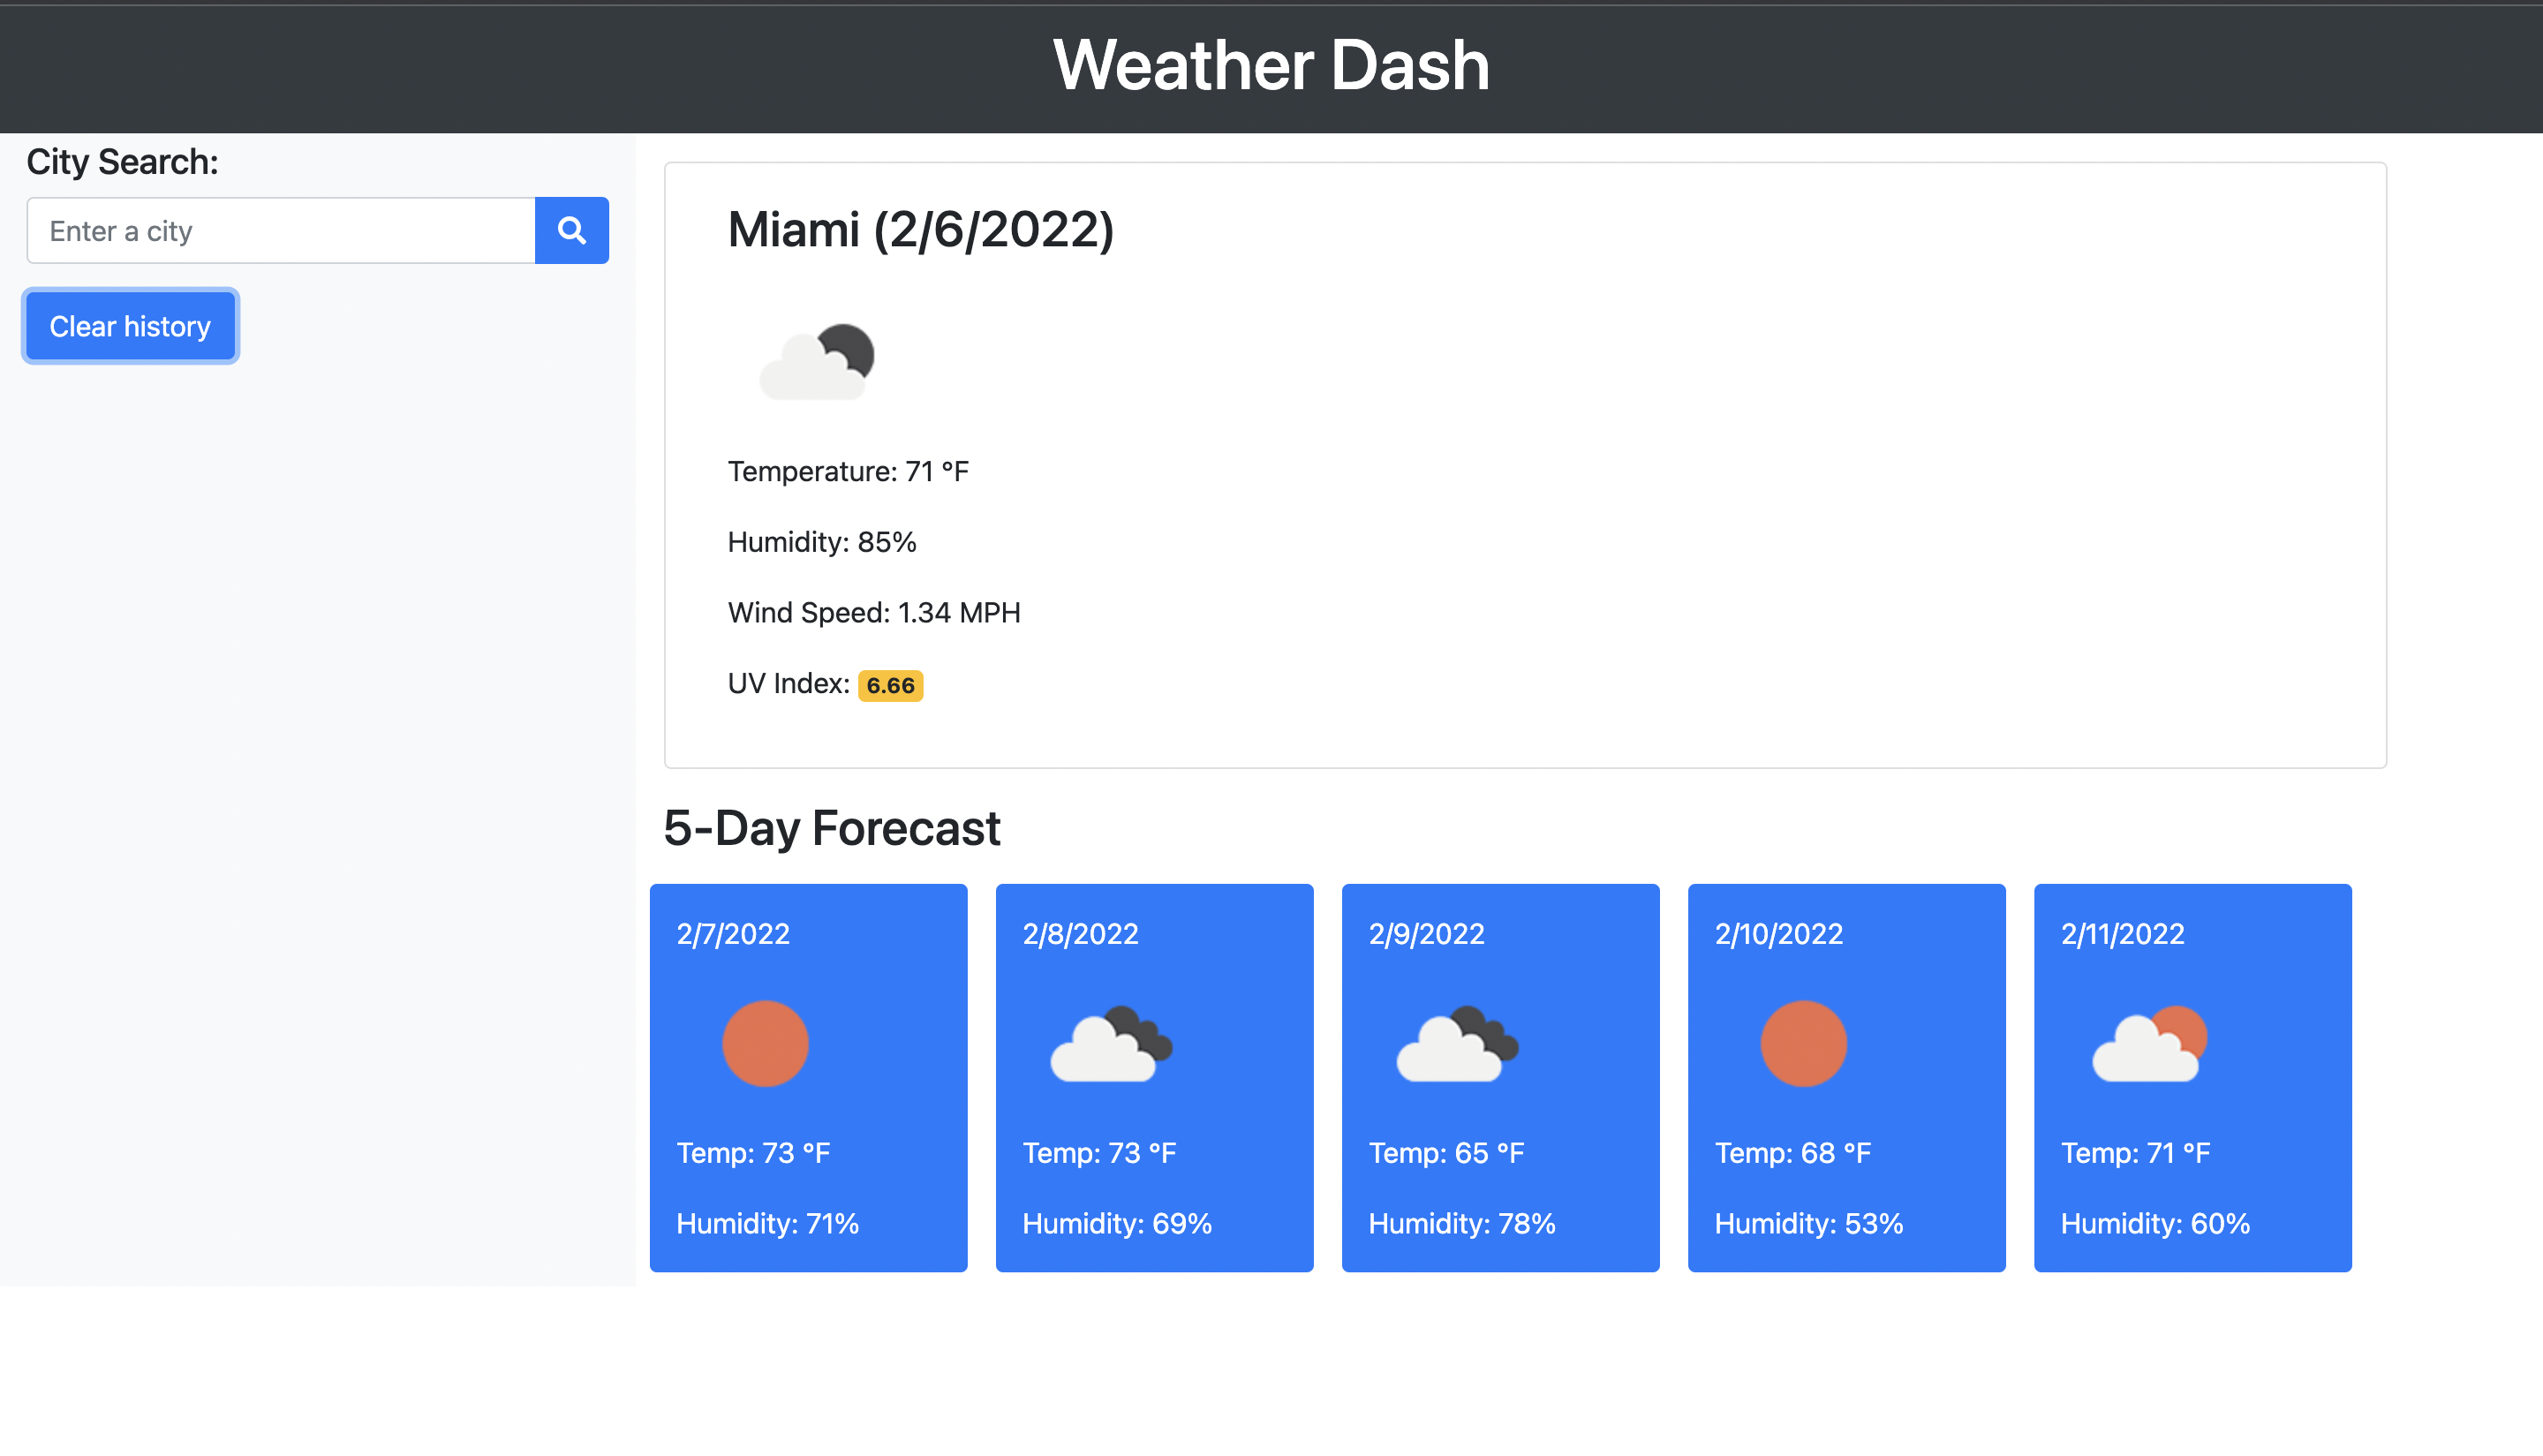 Weather Dash
City Search:
Enter a city
Clear history
Miami (2/6/2022)
Temperature: 71 °F
Humidity: 85%
Wind Speed: 1.34 MPH
UV Index: 6.66
5-Day Forecast
2/7/2022
Temp: 73 °F
Humidity: 71%
2/8/2022
Temp: 73 °F
Humidity: 69%
2/9/2022
Temp: 65 °F
Humidity: 78%
2/10/2022
Temp: 68 °F
Humidity: 53%
2/11/2022
Temp: 71 °F
Humidity: 60%